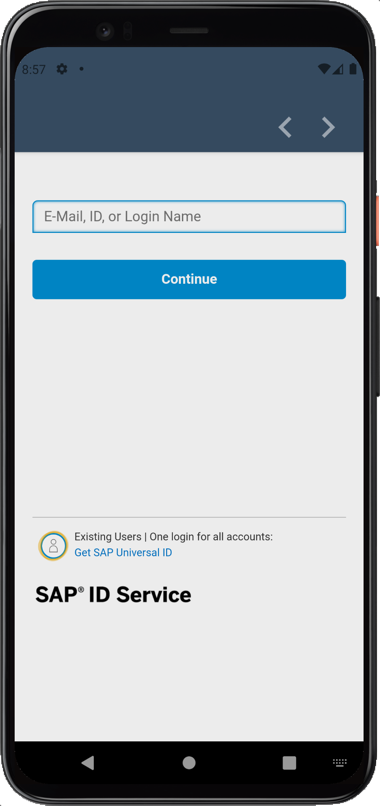 8:57
E-Mail, ID, or Login Name
Continue
Existing Users | One login for all accounts:
Get SAP Universal ID
SAP® ID Service